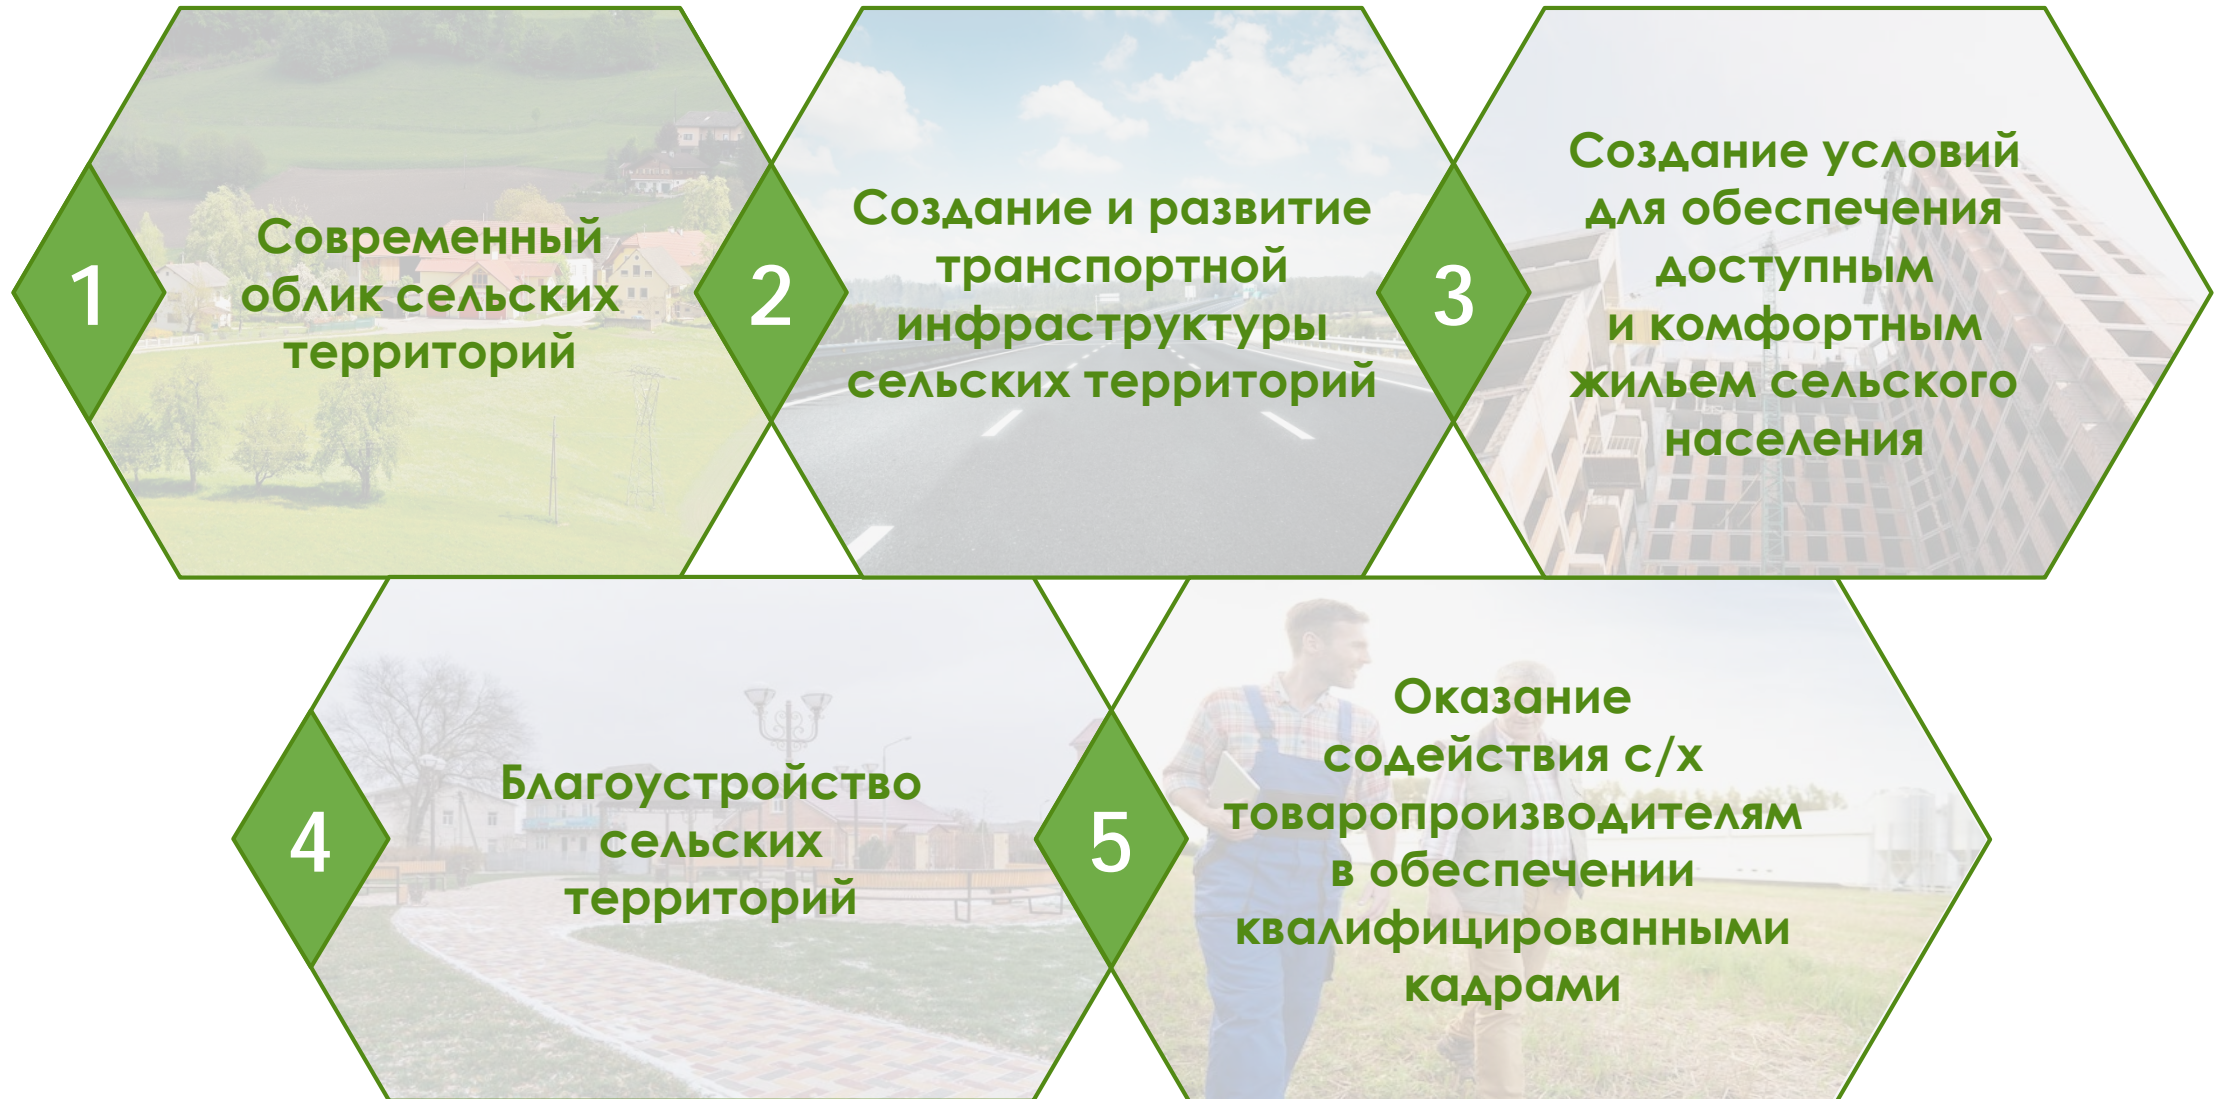 1
Современный
облик сельских
территорий
2
Создание и развитие
транспортной
инфраструктуры
сельских территорий
3
Создание условий
для обеспечения
доступным
и комфортным
жильем сельского
населения
4
Благоустройство
сельских
территорий
5
Оказание
содействия с/х
товаропроизводителям
в обеспечении
квалифицированными
кадрами